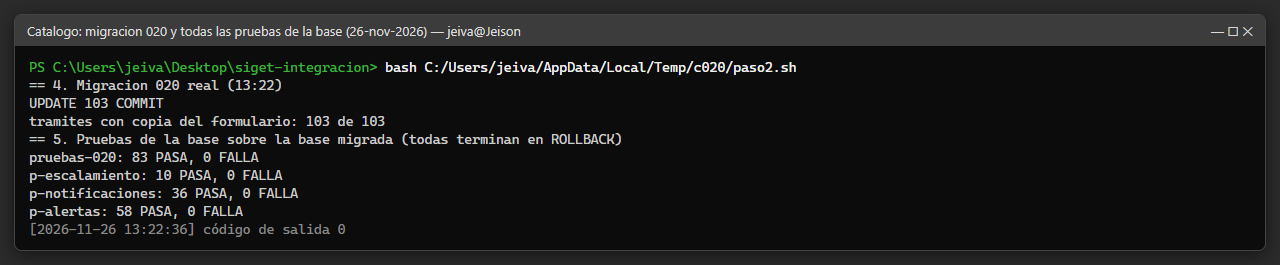 Catalogo: migracion 020 y todas las pruebas de la base (26-nov-2026) — jeiva@Jeison
PS C:\Users\jeiva\Desktop\siget-integracion> bash C:/Users/jeiva/AppData/Local/Temp/c020/paso2.sh
== 4. Migracion 020 real (13:22)
UPDATE 103 COMMIT
tramites con copia del formulario: 103 de 103
== 5. Pruebas de la base sobre la base migrada (todas terminan en ROLLBACK)
pruebas-020: 83 PASA, 0 FALLA
p-escalamiento: 10 PASA, 0 FALLA
p-notificaciones: 36 PASA, 0 FALLA
p-alertas: 58 PASA, 0 FALLA
[2026-11-26 13:22:36] código de salida 0